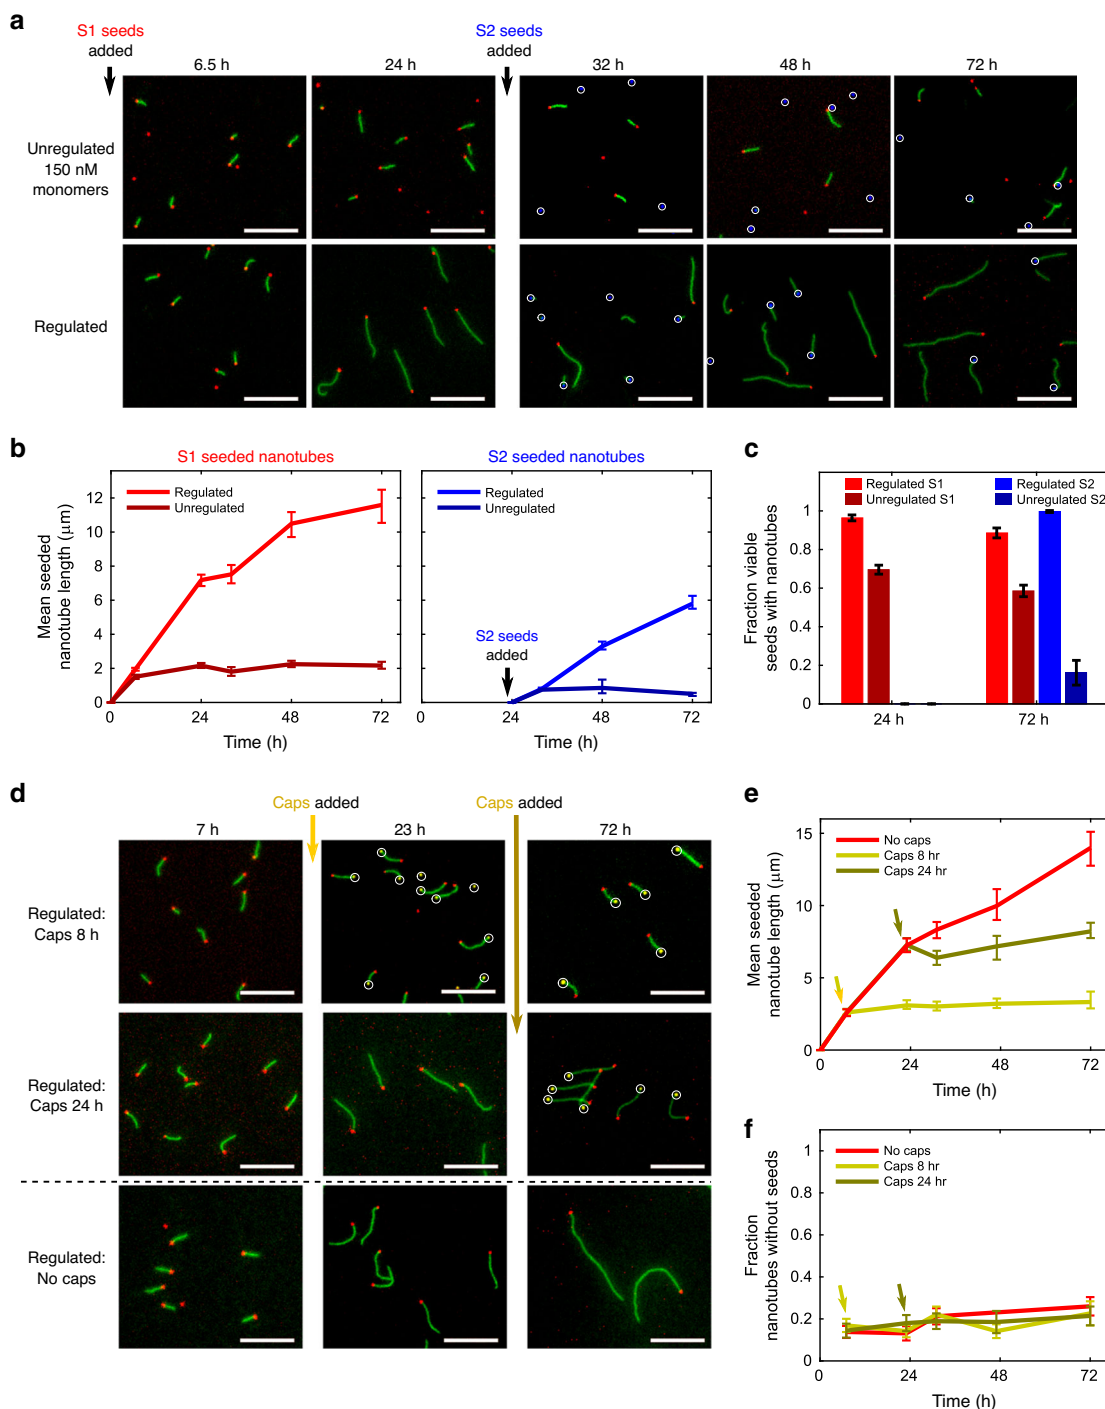 a
S1 seeds
added
S2 seeds
added
6.5 h
24 h
32 h
48 h
72 h
Unregulated
150 nM
monomers
Regulated
b
S1 seeded nanotubes
S2 seeded nanotubes
Mean seeded
nanotube length (μm)
12
10
8
6
4
2
0
Regulated
Unregulated
Regulated
Unregulated
S2 seeds
added
0
24
48
72
0
24
48
72
Time (h)
Time (h)
c
Regulated S1
Unregulated S1
Regulated S2
Unregulated S2
Fraction viable
seeds with nanotubes
1
0.8
0.6
0.4
0.2
0
24 h
72 h
d
Caps added
Caps added
7 h
23 h
72 h
Regulated:
Caps 8 h
Regulated:
Caps 24 h
Regulated:
No caps
e
Mean seeded
nanotube length (μm)
15
10
5
0
No caps
Caps 8 hr
Caps 24 hr
0
24
48
72
Time (h)
f
Fraction
nanotubes without seeds
1
0.8
0.6
0.4
0.2
0
No caps
Caps 8 hr
Caps 24 hr
0
24
48
72
Time (h)